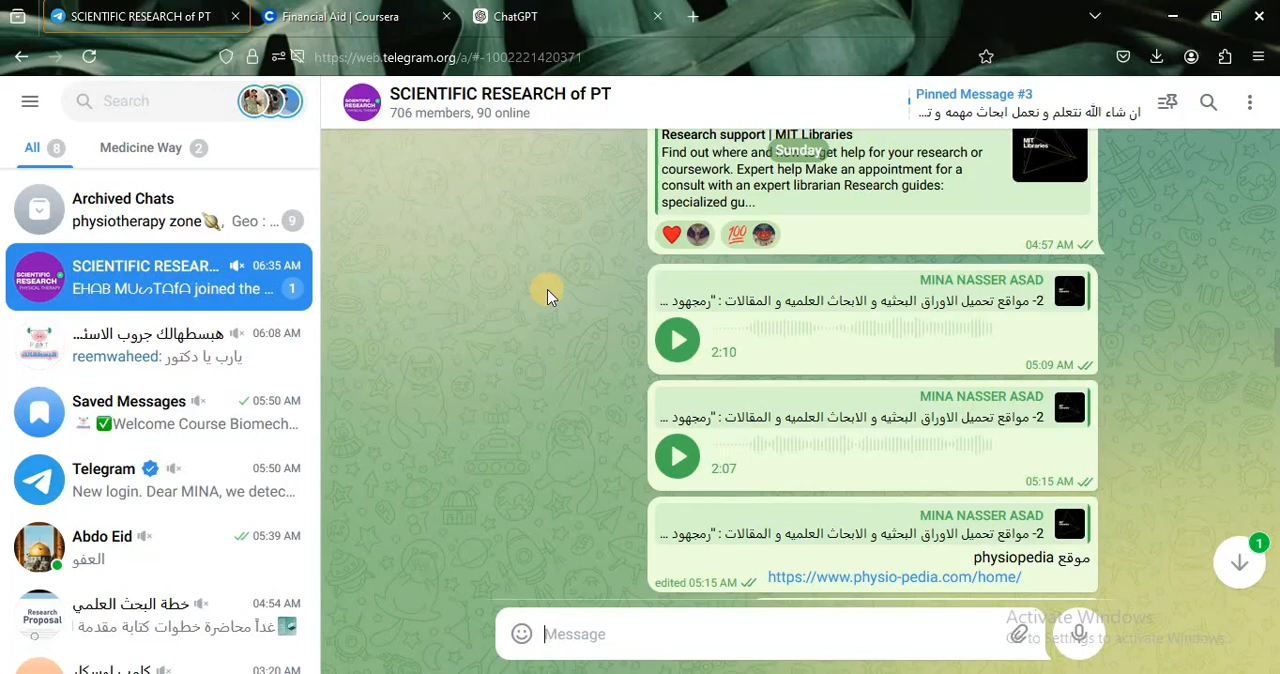 SCIENTIFIC RESEARCH of PT
Financial Aid | Coursera
ChatGPT
https://web.telegram.org/a/#-1002221420371
Search
All 8
Medicine Way 2
Archived Chats
physiotherapy zone🪐, Geo : ... 9
SCIENTIFIC RESEAR... 06:35 AM
EHAB MUSTAFA joined the ... 1
هبسطهالك جروب الاسئ... 06:08 AM
reemwaheed: يارب يا دكتور
Saved Messages 05:50 AM
✅Welcome Course Biomech...
Telegram 05:50 AM
New login. Dear MINA, we detec...
Abdo Eid 05:39 AM
العفو
Research
Proposal
خطة البحث العلمي 04:54 AM
غداً محاضرة خطوات كتابة مقدمة ا
03:20 AM
SCIENTIFIC RESEARCH of PT
706 members, 90 online
Pinned Message #3
ان شاء الله نتعلم و نعمل ابحاث مهمه و ت...
Research support | MIT Libraries
Sunday
Find out where and get help for your research or
coursework. Expert help Make an appointment for a
consult with an expert librarian Research guides:
specialized gu...
MIT
Libraries
❤️ 💯 04:57 AM
MINA NASSER ASAD
2- مواقع تحميل الاوراق البحثيه و الابحاث العلميه و المقالات : "رمجهود ...
2:10
05:09 AM
MINA NASSER ASAD
2- مواقع تحميل الاوراق البحثيه و الابحاث العلميه و المقالات : "رمجهود ...
2:07
05:15 AM
MINA NASSER ASAD
2- مواقع تحميل الاوراق البحثيه و الابحاث العلميه و المقالات : "رمجهود ...
موقع physiopedia
https://www.physio-pedia.com/home/
edited 05:15 AM
1
Message
Activate Windows
Go to Settings to activate Windows.